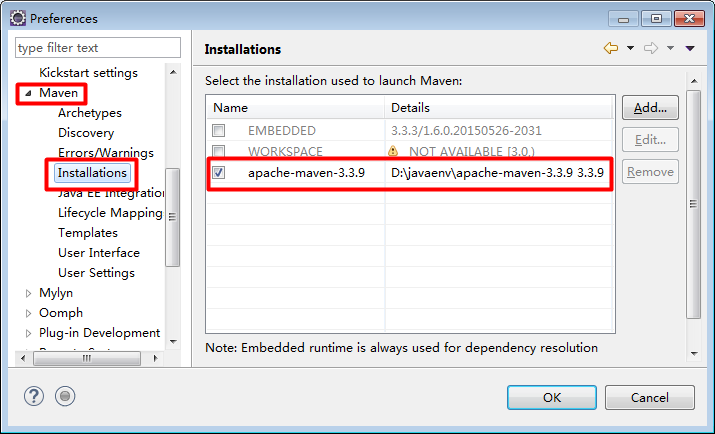 Preferences
type filter text
Kickstart settings
Maven
Archetypes
Discovery
Errors/Warnings
Installations
Java EE Integration
Lifecycle Mapping
Templates
User Interface
User Settings
Mylyn
Oomph
Plug-in Development
Installations
Select the installation used to launch Maven:
Name Details
EMBEDDED 3.3.3/1.6.0.20150526-2031
WORKSPACE NOT AVAILABLE [3.0,)
apache-maven-3.3.9 D:\javaenv\apache-maven-3.3.9 3.3.9
Add...
Edit...
Remove
Note: Embedded runtime is always used for dependency resolution
OK Cancel